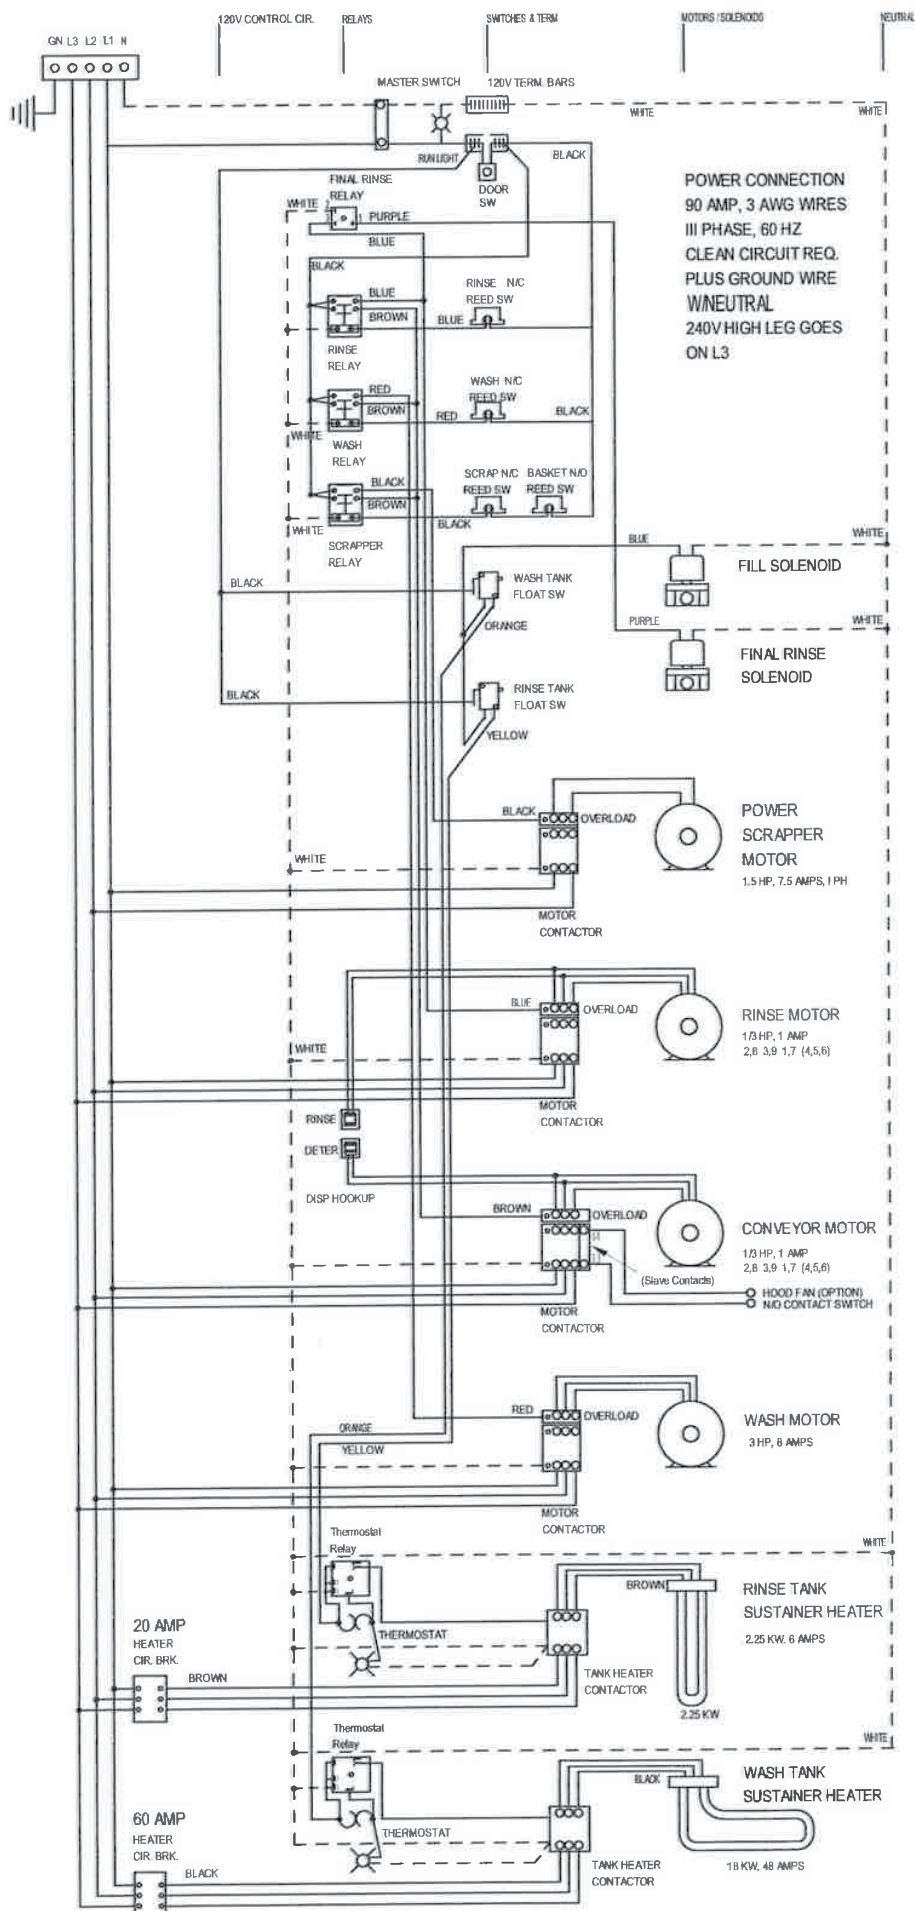 120V CONTROL CIR.
RELAYS
SWITCHES & TERM
MOTORS / SOLENOIDS
NEUTRAL
GN L3 L2 L1 N
MASTER SWITCH
120V TERM. BARS
WHITE
WHITE
RUN LIGHT
BLACK
DOOR
SW
FINAL RINSE
RELAY
WHITE
PURPLE
BLUE
BLACK
POWER CONNECTION
90 AMP, 3 AWG WIRES
III PHASE, 60 HZ
CLEAN CIRCUIT REQ.
PLUS GROUND WIRE
W/NEUTRAL
240V HIGH LEG GOES
ON L3
BLUE
BROWN
RINSE N/C
REED SW
BLUE
RINSE
RELAY
RED
BROWN
WASH N/C
REED SW
RED
BLACK
WHITE
WASH
RELAY
BLACK
BROWN
SCRAP N/C
REED SW
BASKET N/O
REED SW
BLACK
WHITE
SCRAPPER
RELAY
BLUE
WHITE
FILL SOLENOID
BLACK
WASH TANK
FLOAT SW
ORANGE
PURPLE
WHITE
FINAL RINSE
SOLENOID
BLACK
RINSE TANK
FLOAT SW
YELLOW
BLACK
OVERLOAD
POWER
SCRAPPER
MOTOR
1.5 HP, 7.5 AMPS, I PH
WHITE
MOTOR
CONTACTOR
BLUE
OVERLOAD
RINSE MOTOR
1/3 HP, 1 AMP
2,8 3,9 1,7 (4,5,6)
WHITE
MOTOR
CONTACTOR
RINSE
DETER
DISP HOOKUP
BROWN
OVERLOAD
CONVEYOR MOTOR
1/3 HP, 1 AMP
2,8 3,9 1,7 (4,5,6)
(Slave Contacts)
HOOD FAN (OPTION)
N/O CONTACT SWITCH
MOTOR
CONTACTOR
RED
OVERLOAD
WASH MOTOR
3 HP, 8 AMPS
ORANGE
YELLOW
MOTOR
CONTACTOR
WHITE
Thermostat
Relay
THERMOSTAT
BROWN
RINSE TANK
SUSTAINER HEATER
2.25 KW, 6 AMPS
20 AMP
HEATER
CIR. BRK.
BROWN
TANK HEATER
CONTACTOR
2.25 KW
WHITE
Thermostat
Relay
THERMOSTAT
BLACK
WASH TANK
SUSTAINER HEATER
18 KW, 48 AMPS
60 AMP
HEATER
CIR. BRK.
BLACK
TANK HEATER
CONTACTOR